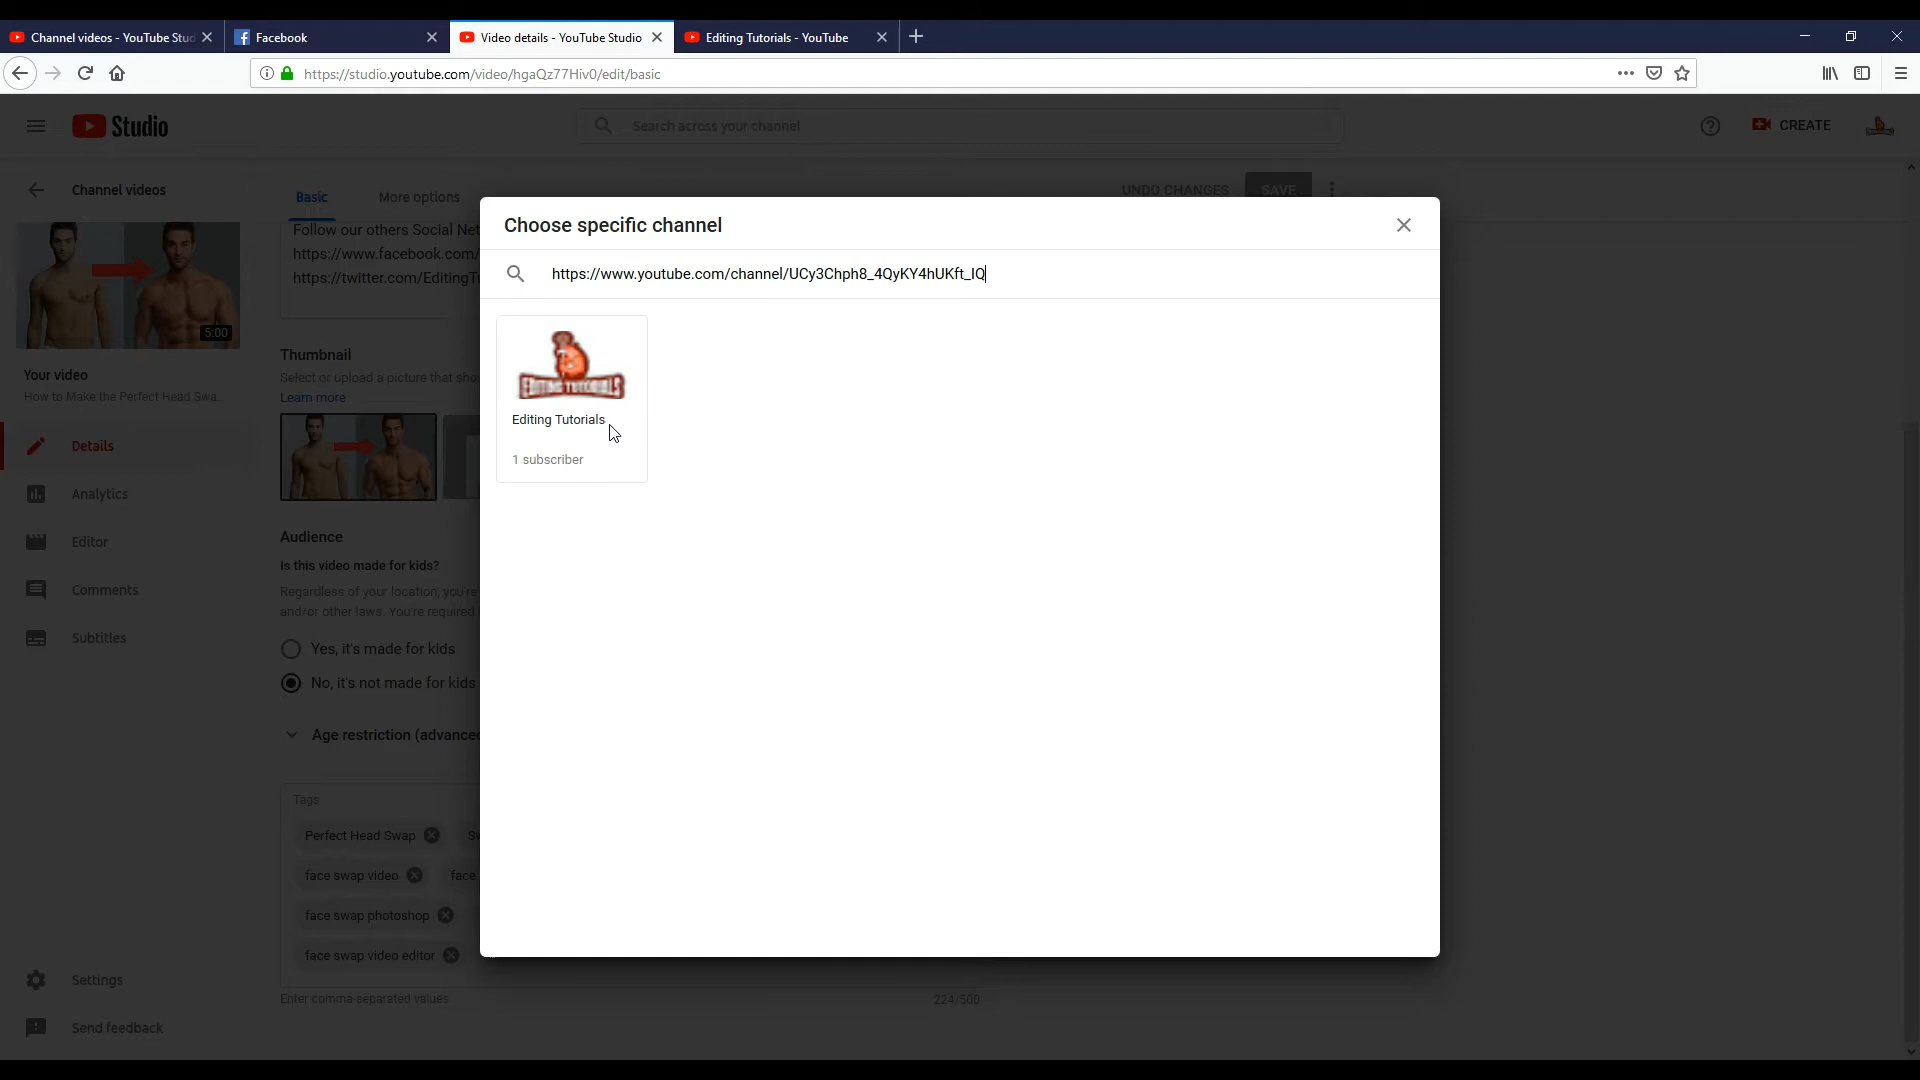 Channel videos - YouTube Stu
Facebook
Video details - YouTube Studio
Editing Tutorials - YouTube
https://studio.youtube.com/video/hgaQz77Hiv0/edit/basic
Studio
Search across your channel
CREATE
Channel videos
Basic
More options
UNDO CHANGES
SAVE
Choose specific channel
https://www.youtube.com/channel/UCy3Chph8_4QyKY4hUKft_IQ
Follow our others Social Net
https://www.facebook.com/
https://twitter.com/EditingT
5:00
Your video
How to Make the Perfect Head Swa...
Thumbnail
Select or upload a picture that sho
Learn more
EDITING TUTORIALS
Editing Tutorials
1 subscriber
Details
Analytics
Editor
Comments
Subtitles
Audience
Is this video made for kids?
Regardless of your location, you're
and/or other laws. You're required
Yes, it's made for kids
No, it's not made for kids
Age restriction (advanced
Tags
Perfect Head Swap
Sw
face swap video
face
face swap photoshop
face swap video editor
Enter comma-separated values
224/500
Settings
Send feedback